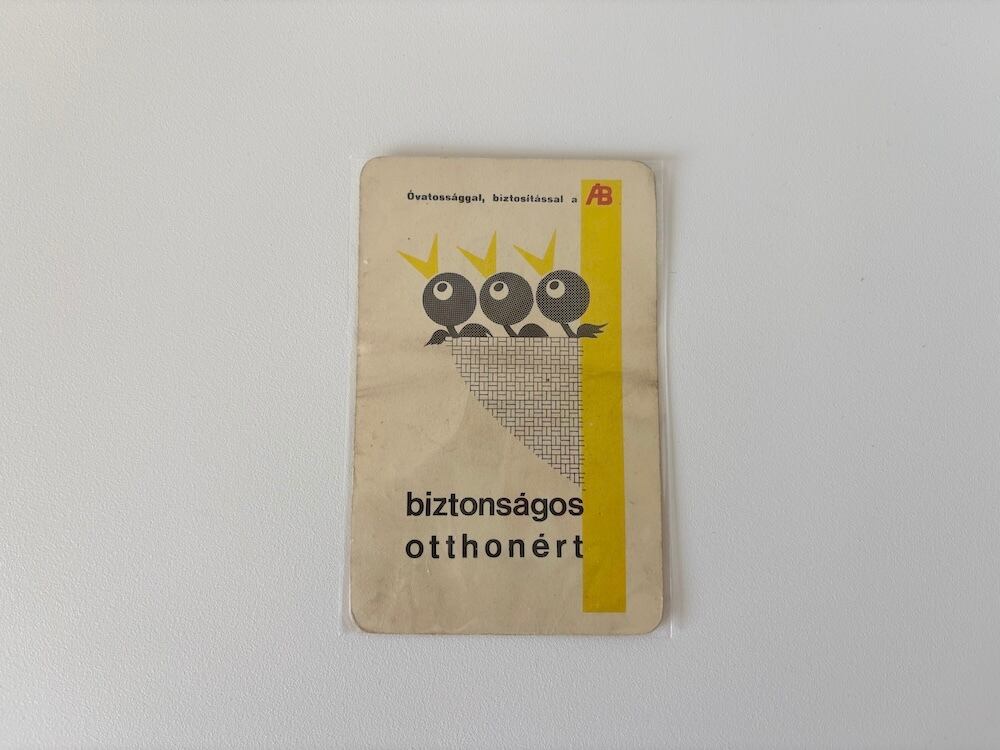 Óvatossággal, biztosítással a ÁB
biztonságos
otthonért